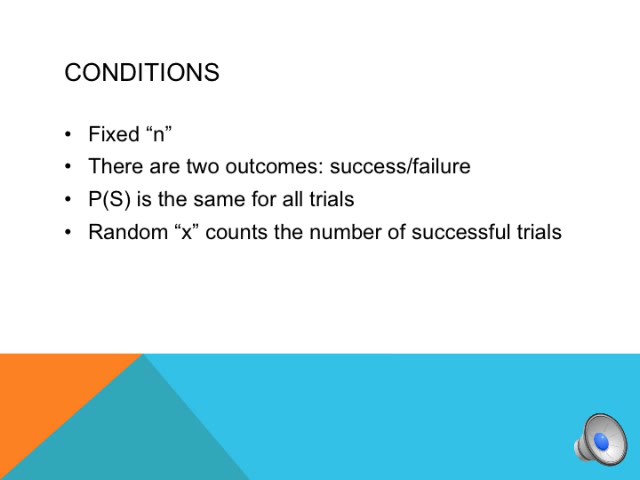 CONDITIONS
• Fixed “n”
• There are two outcomes: success/failure
• P(S) is the same for all trials
• Random “x” counts the number of successful trials